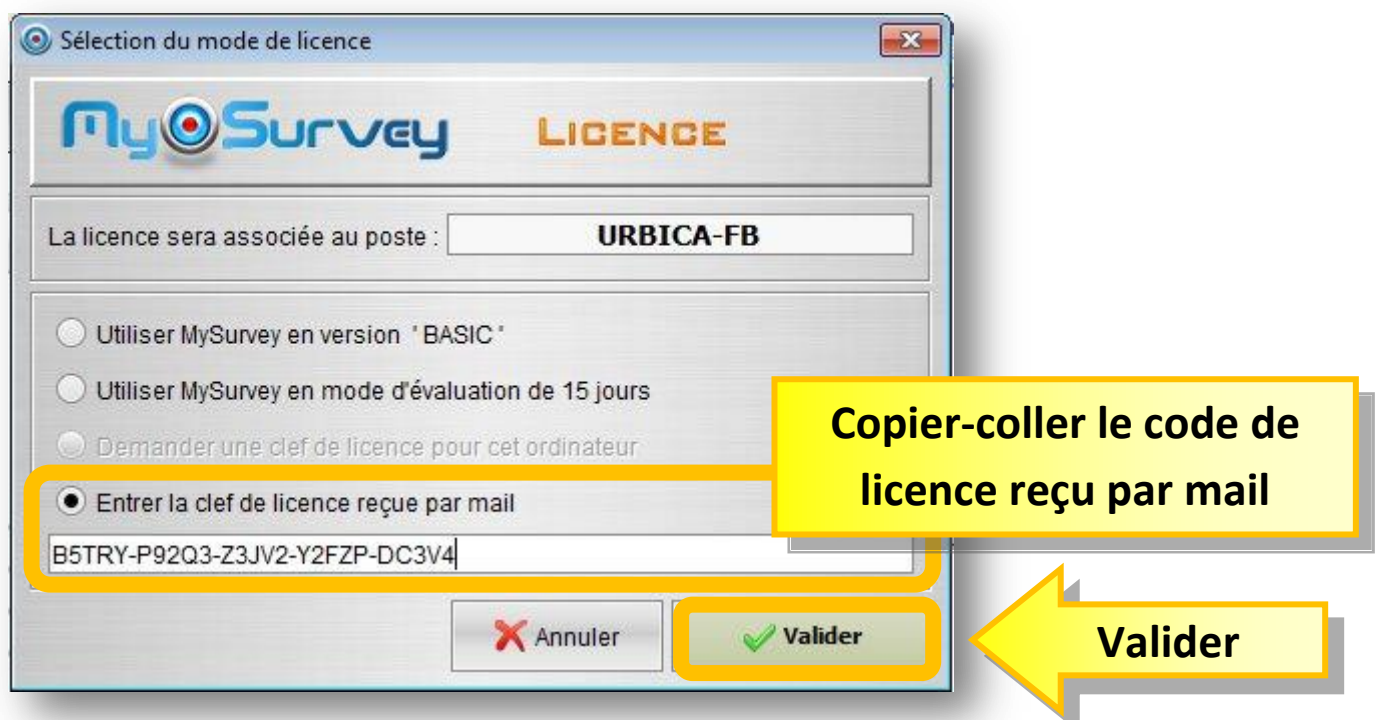 Sélection du mode de licence
MySurvey LICENCE
La licence sera associée au poste : URBICA-FB
Utiliser MySurvey en version "BASIC"
Utiliser MySurvey en mode d'évaluation de 15 jours
Demander une clef de licence pour cet ordinateur
Entrer la clef de licence reçue par mail
B5TRY-P92Q3-Z3JV2-Y2FZP-DC3V4
Copier-coller le code de
licence reçu par mail
Annuler Valider
Valider